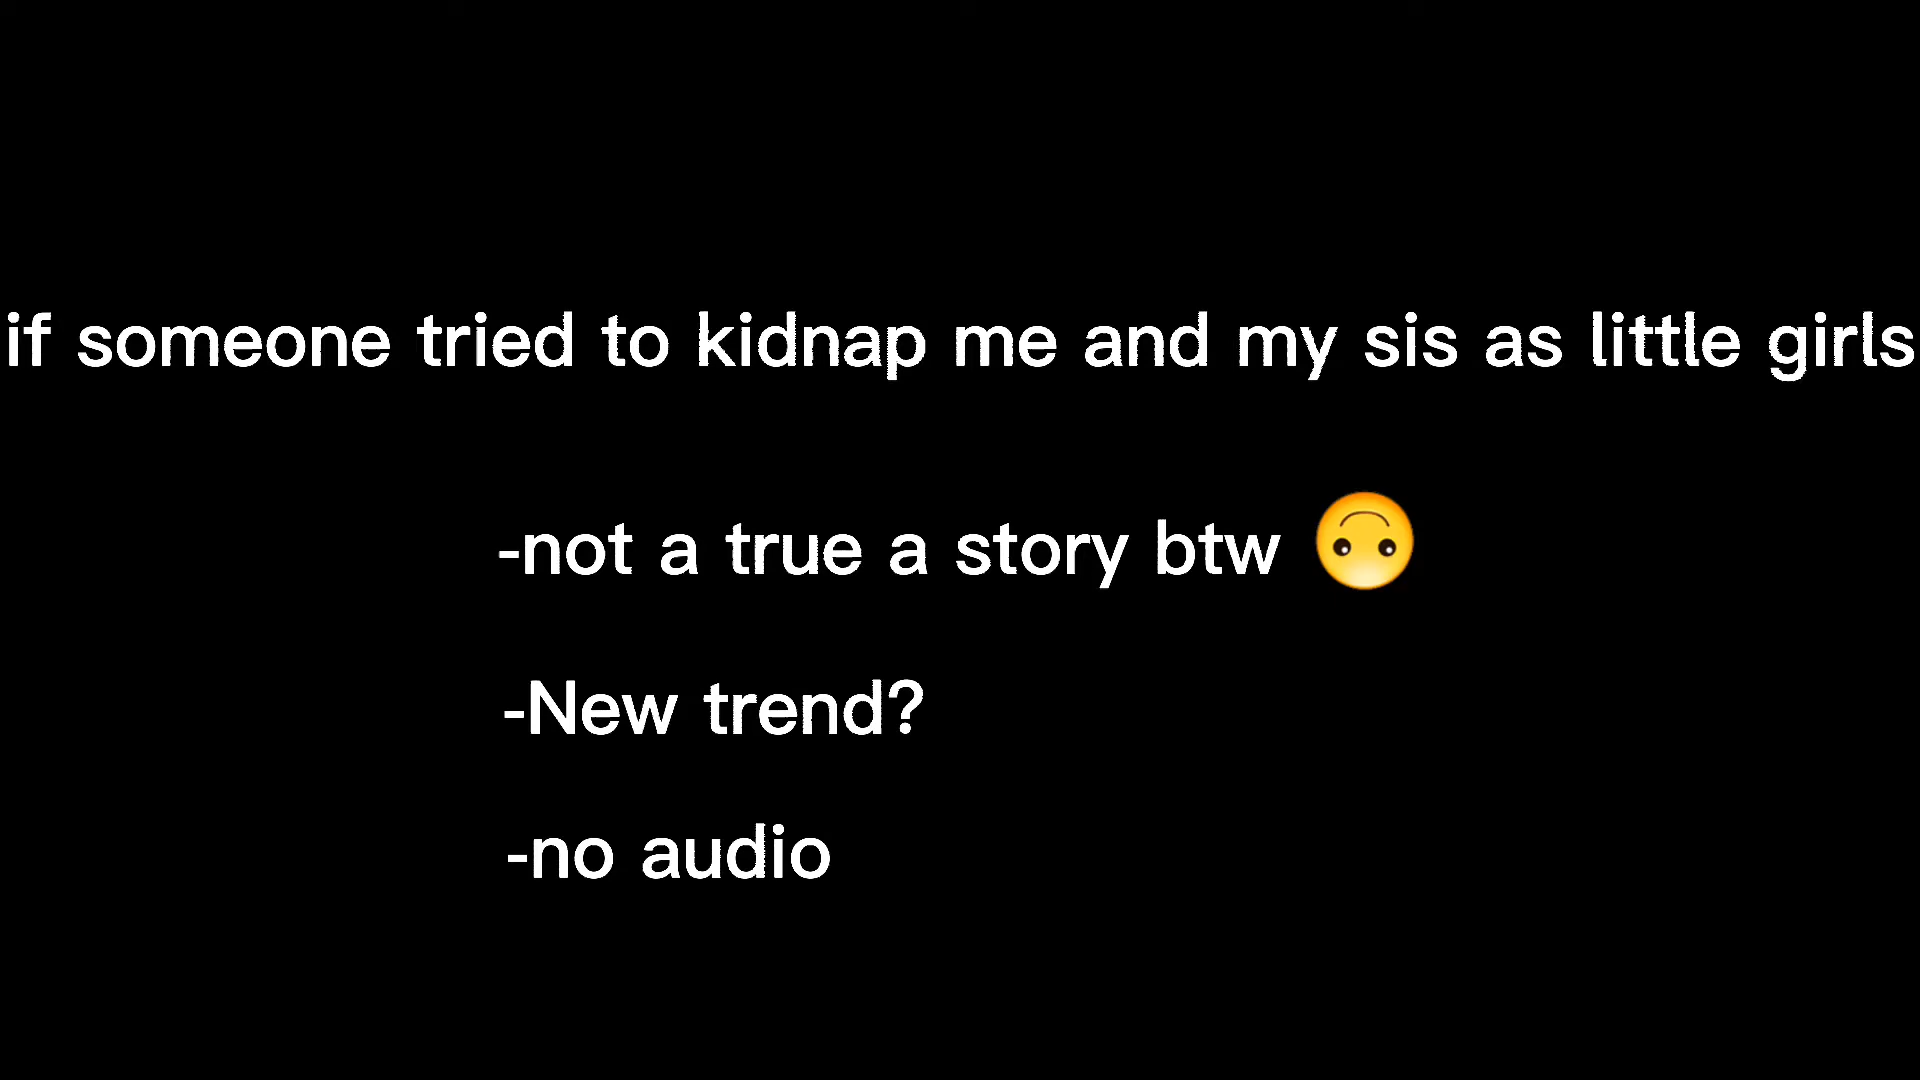 if someone tried to kidnap me and my sis as little girls
-not a true a story btw 🙃
-New trend?
-no audio